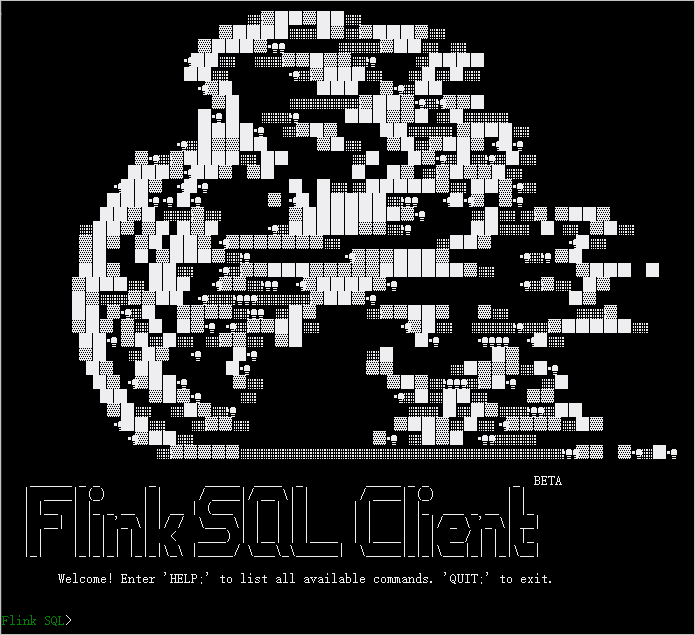 BETA
Flink SQL Client
Welcome! Enter 'HELP;' to list all available commands. 'QUIT;' to exit.
Flink SQL>